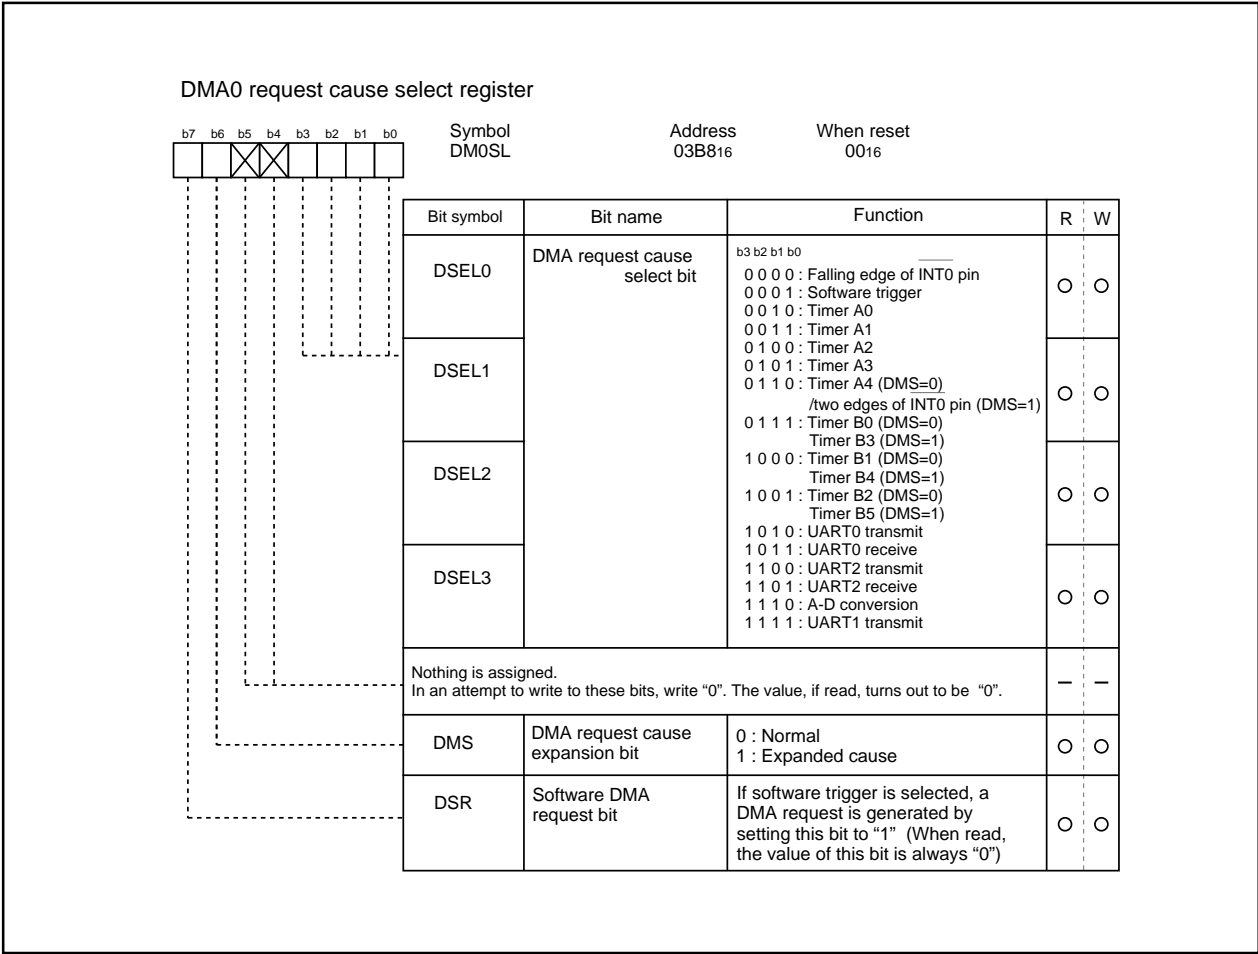 DMA0 request cause select register
b7 b6 b5 b4 b3 b2 b1 b0
Symbol Address When reset
DM0SL 03B816 0016
Bit symbol Bit name Function R W
DSEL0
DMA request cause
select bit
b3 b2 b1 b0
0 0 0 0 : Falling edge of INT0 pin
0 0 0 1 : Software trigger
0 0 1 0 : Timer A0
0 0 1 1 : Timer A1
0 1 0 0 : Timer A2
0 1 0 1 : Timer A3
0 1 1 0 : Timer A4 (DMS=0)
/two edges of INT0 pin (DMS=1)
0 1 1 1 : Timer B0 (DMS=0)
Timer B3 (DMS=1)
1 0 0 0 : Timer B1 (DMS=0)
Timer B4 (DMS=1)
1 0 0 1 : Timer B2 (DMS=0)
Timer B5 (DMS=1)
1 0 1 0 : UART0 transmit
1 0 1 1 : UART0 receive
1 1 0 0 : UART2 transmit
1 1 0 1 : UART2 receive
1 1 1 0 : A-D conversion
1 1 1 1 : UART1 transmit
DSEL1
DSEL2
DSEL3
Nothing is assigned.
In an attempt to write to these bits, write “0”. The value, if read, turns out to be “0”.
DMS
DMA request cause
expansion bit
0 : Normal
1 : Expanded cause
DSR
Software DMA
request bit
If software trigger is selected, a
DMA request is generated by
setting this bit to “1” (When read,
the value of this bit is always “0”)